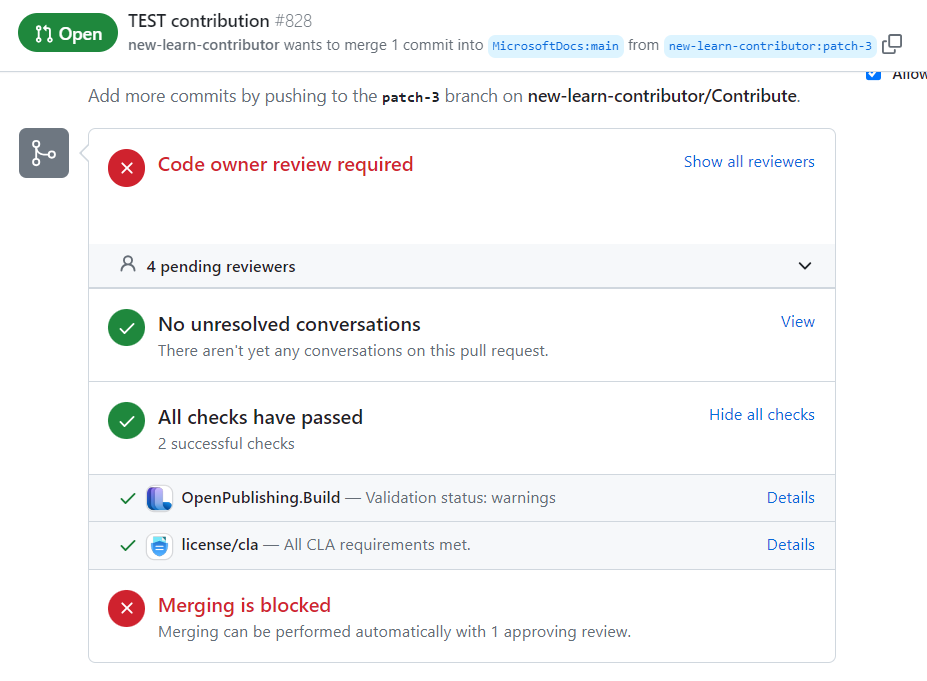 Open
TEST contribution #828
new-learn-contributor wants to merge 1 commit into MicrosoftDocs:main from new-learn-contributor:patch-3
Allow
Add more commits by pushing to the patch-3 branch on new-learn-contributor/Contribute.
Code owner review required
Show all reviewers
4 pending reviewers
No unresolved conversations
View
There aren't yet any conversations on this pull request.
All checks have passed
Hide all checks
2 successful checks
OpenPublishing.Build — Validation status: warnings
Details
license/cla — All CLA requirements met.
Details
Merging is blocked
Merging can be performed automatically with 1 approving review.